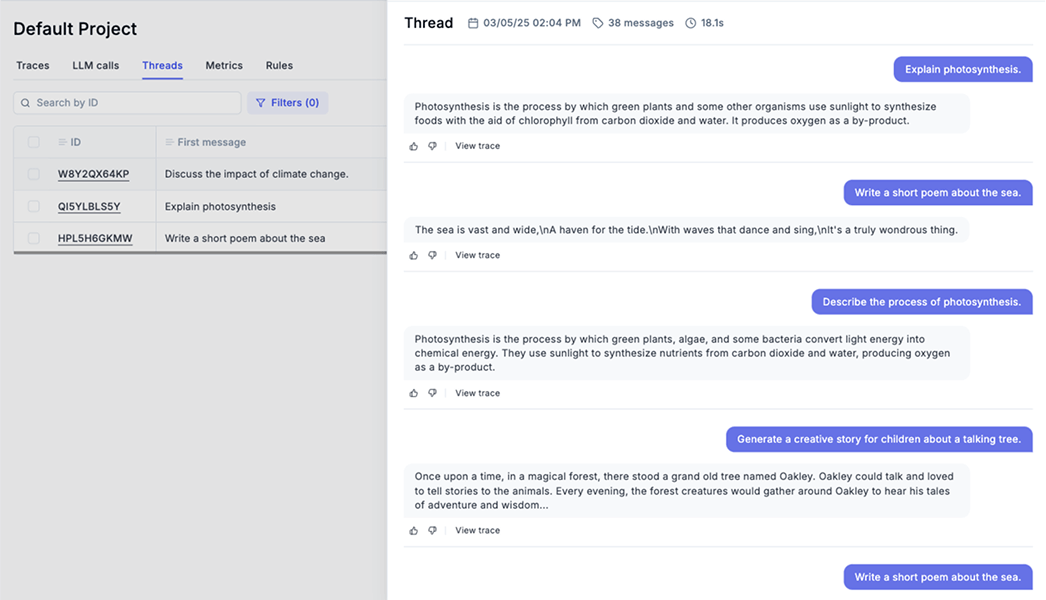 Default Project
Traces LLM calls Threads Metrics Rules
Search by ID Filters (0)
ID First message
W8Y2QX64KP Discuss the impact of climate change.
QI5YLBLS5Y Explain photosynthesis
HPL5H6GKMW Write a short poem about the sea
Thread 03/05/25 02:04 PM 38 messages 18.1s
Explain photosynthesis.
Photosynthesis is the process by which green plants and some other organisms use sunlight to synthesize
foods with the aid of chlorophyll from carbon dioxide and water. It produces oxygen as a by-product.
View trace
Write a short poem about the sea.
The sea is vast and wide,\nA haven for the tide.\nWith waves that dance and sing,\nIt's a truly wondrous thing.
View trace
Describe the process of photosynthesis.
Photosynthesis is the process by which green plants, algae, and some bacteria convert light energy into
chemical energy. They use sunlight to synthesize nutrients from carbon dioxide and water, producing oxygen
as a by-product.
View trace
Generate a creative story for children about a talking tree.
Once upon a time, in a magical forest, there stood a grand old tree named Oakley. Oakley could talk and loved
to tell stories to the animals. Every evening, the forest creatures would gather around Oakley to hear his tales
of adventure and wisdom...
View trace
Write a short poem about the sea.